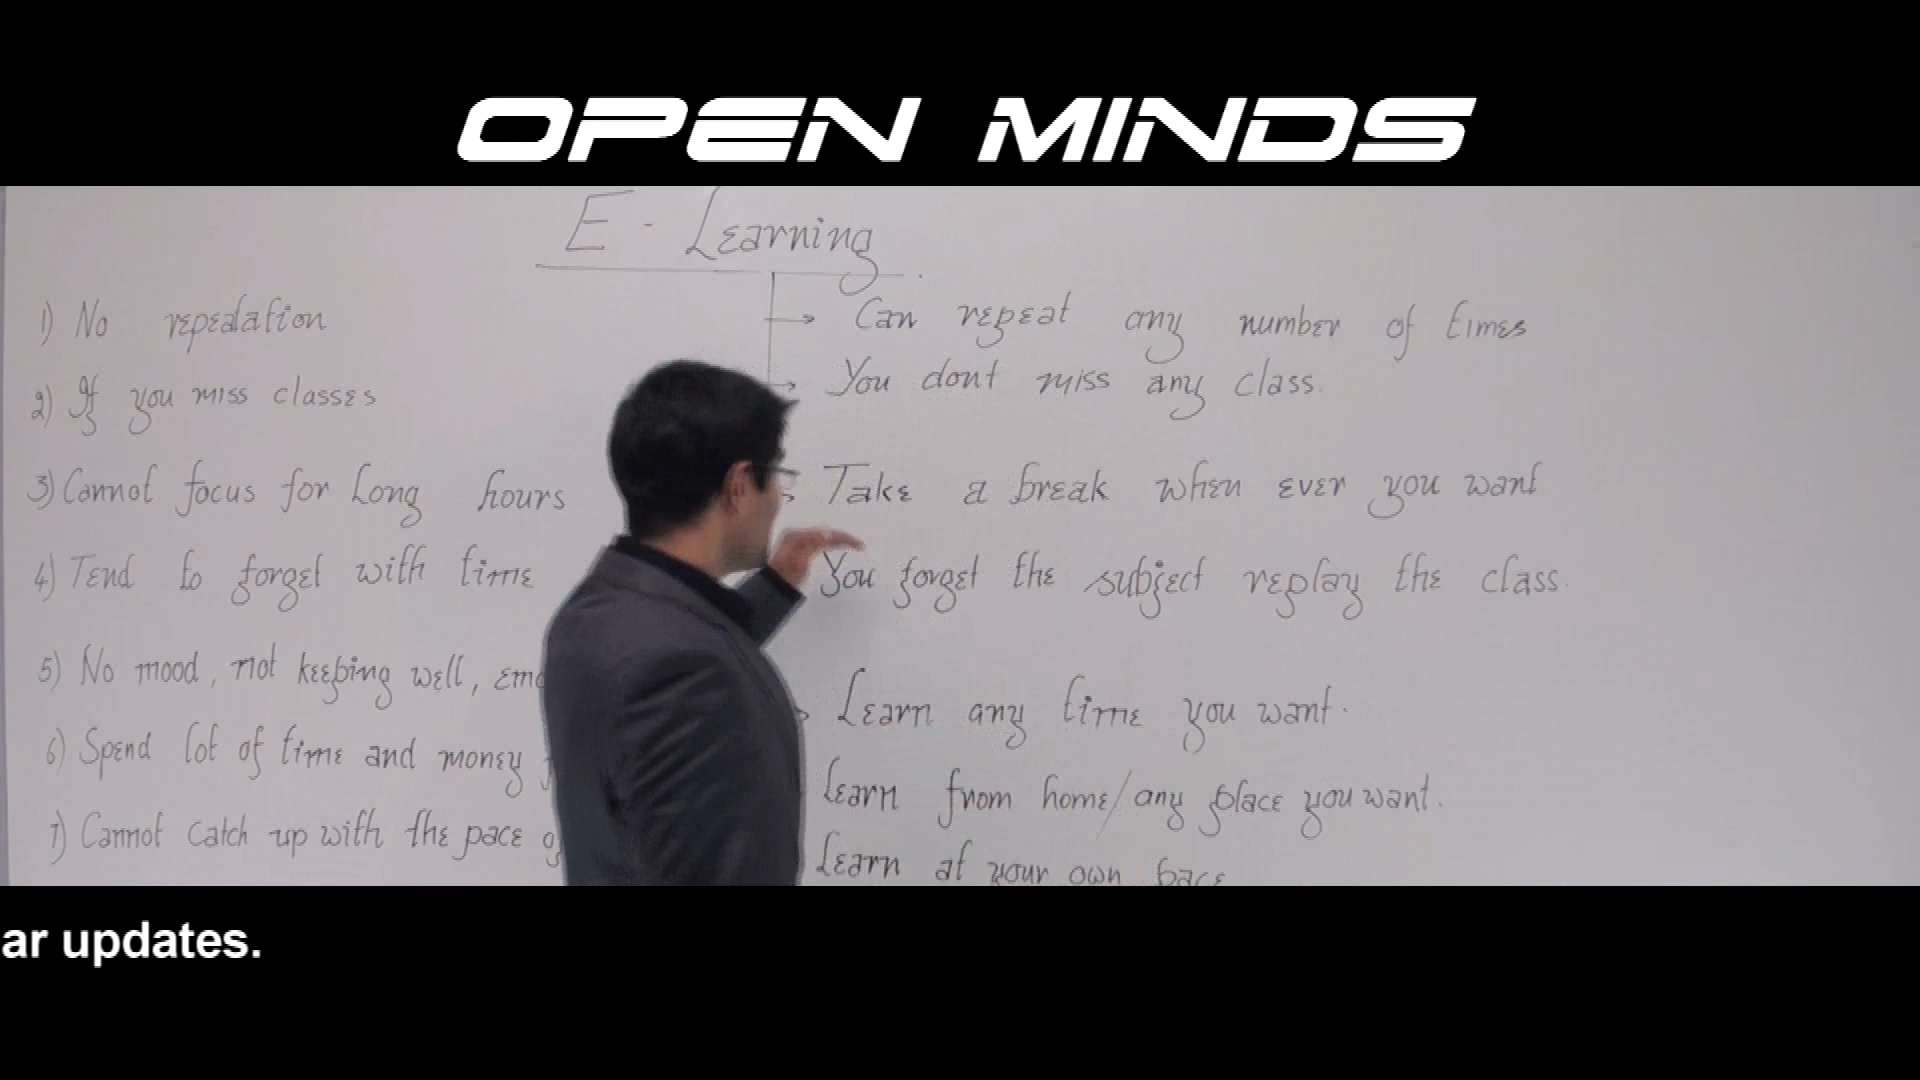 OPEN MINDS
E - Learning
1) No repeatation
2) If you miss classes
3) Cannot focus for long hours
4) Tend to forget with time
5) No mood, not keeping well,
6) Spend lot of time and money
7) Cannot catch up with the pace
Can repeat any number of times
You dont miss any class.
Take a break when ever you want
You forget the subject replay the class.
Learn any time you want.
Learn from home/any place you want.
Learn at your own pace
ar updates.